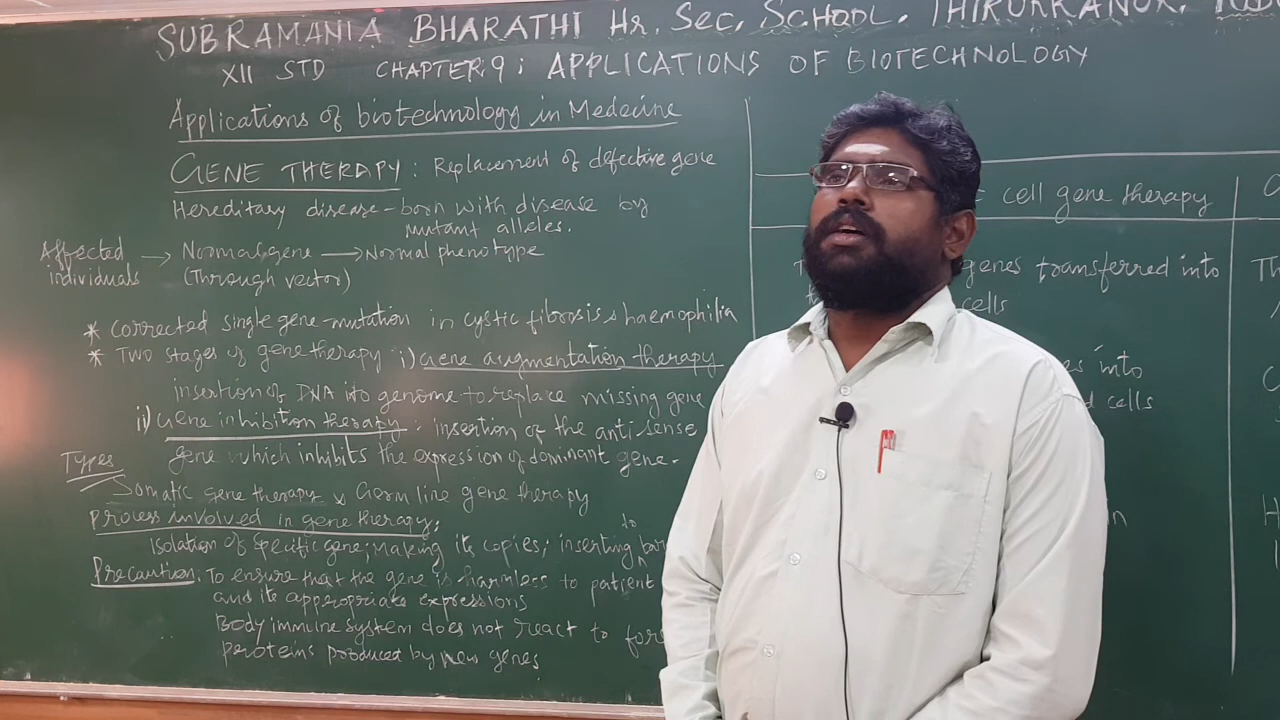 SUBRAMANIA BHARATHI Hr. Sec. SCHOOL, THIRUKKANUR.
XII STD CHAPTER:9: APPLICATIONS OF BIOTECHNOLOGY
Applications of biotechnology in Medecine
GENE THERAPY: Replacement of defective gene
Hereditary disease - born with disease by
mutant alleles.
Affected individuals → Normal gene → Normal phenotype
(Through vector)
* Corrected single gene mutation in cystic fibrosis & haemophilia
* Two stages of gene therapy i) Gene augmentation therapy
insertion of DNA ito genome to replace missing gene
ii) Gene inhibition therapy: insertion of the anti sense
gene which inhibits the expression of dominant gene.
Types
Somatic gene therapy & Germ line gene therapy
Process involved in gene therapy:
Isolation of specific gene; making its copies; inserting to
Precaution: To ensure that the gene is harmless to patient
and its appropriate expressions
Body immune system does not react to
proteins produced by new genes
cell gene therapy
genes transferred into
cells
into
cells